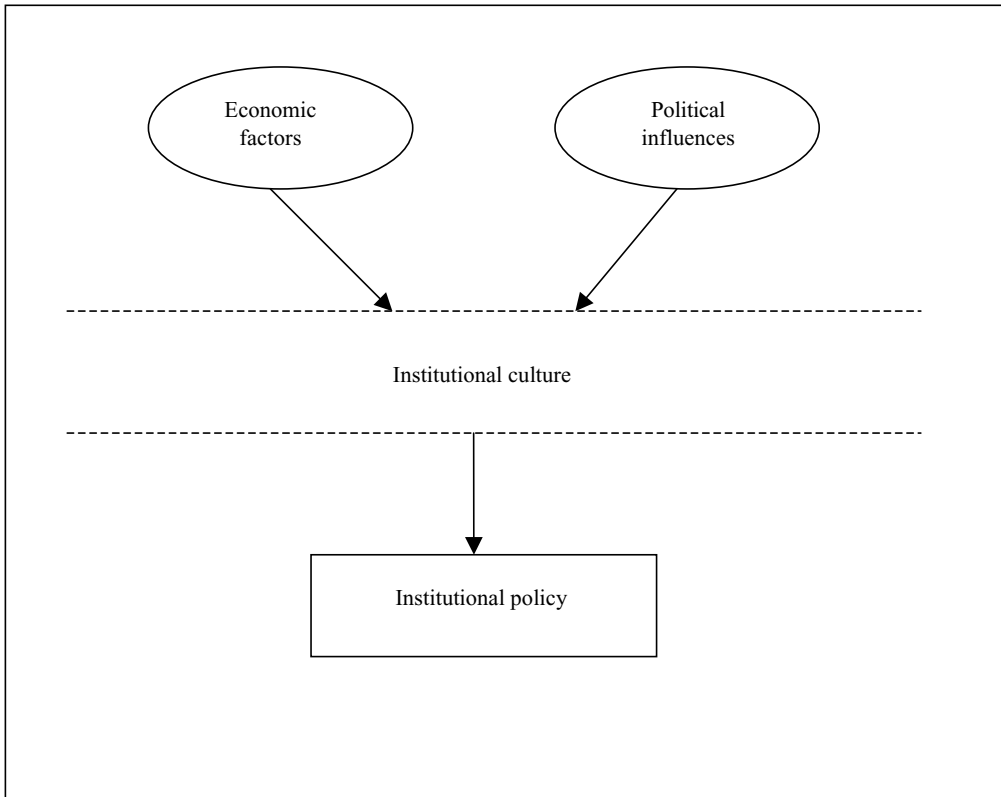 Economic
factors
Political
influences
Institutional culture
Institutional policy